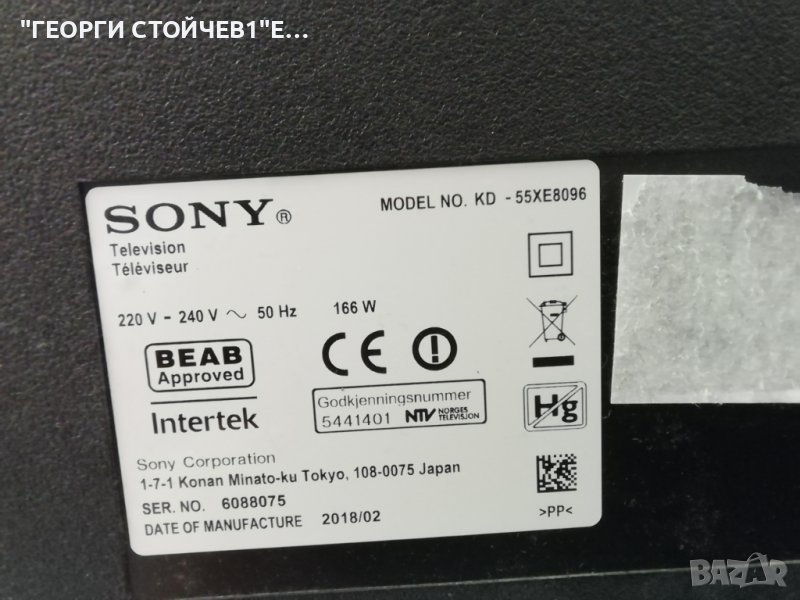 "ГЕОРГИ СТОЙЧЕВ1"Е...
SONY®
MODEL NO. KD - 55XE8096
Television
Téléviseur
220 V - 240 V ~ 50 Hz 166 W
BEAB
Approved
Intertek
CE
Godkjenningsnummer
5441401 NTV NORGES TELEVISJON
Hg
Sony Corporation
1-7-1 Konan Minato-ku Tokyo, 108-0075 Japan
SER. NO. 6088075
DATE OF MANUFACTURE 2018/02
>PP<
BAZAR